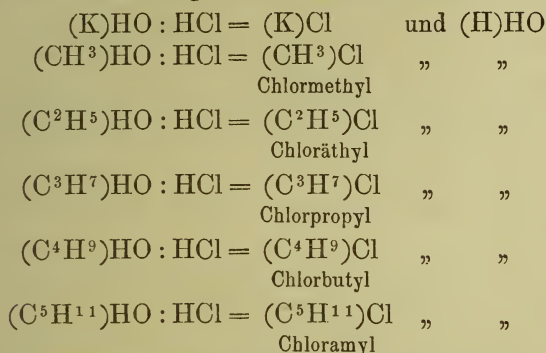 (K)HO : HCl = (K)Cl und (H)HO
(CH³)HO : HCl = (CH³)Cl „ „
Chlormethyl
(C²H⁵)HO : HCl = (C²H⁵)Cl „ „
Chloräthyl
(C³H⁷)HO : HCl = (C³H⁷)Cl „ „
Chlorpropyl
(C⁴H⁹)HO : HCl = (C⁴H⁹)Cl „ „
Chlorbutyl
(C⁵H¹¹)HO : HCl = (C⁵H¹¹)Cl „ „
Chloramyl